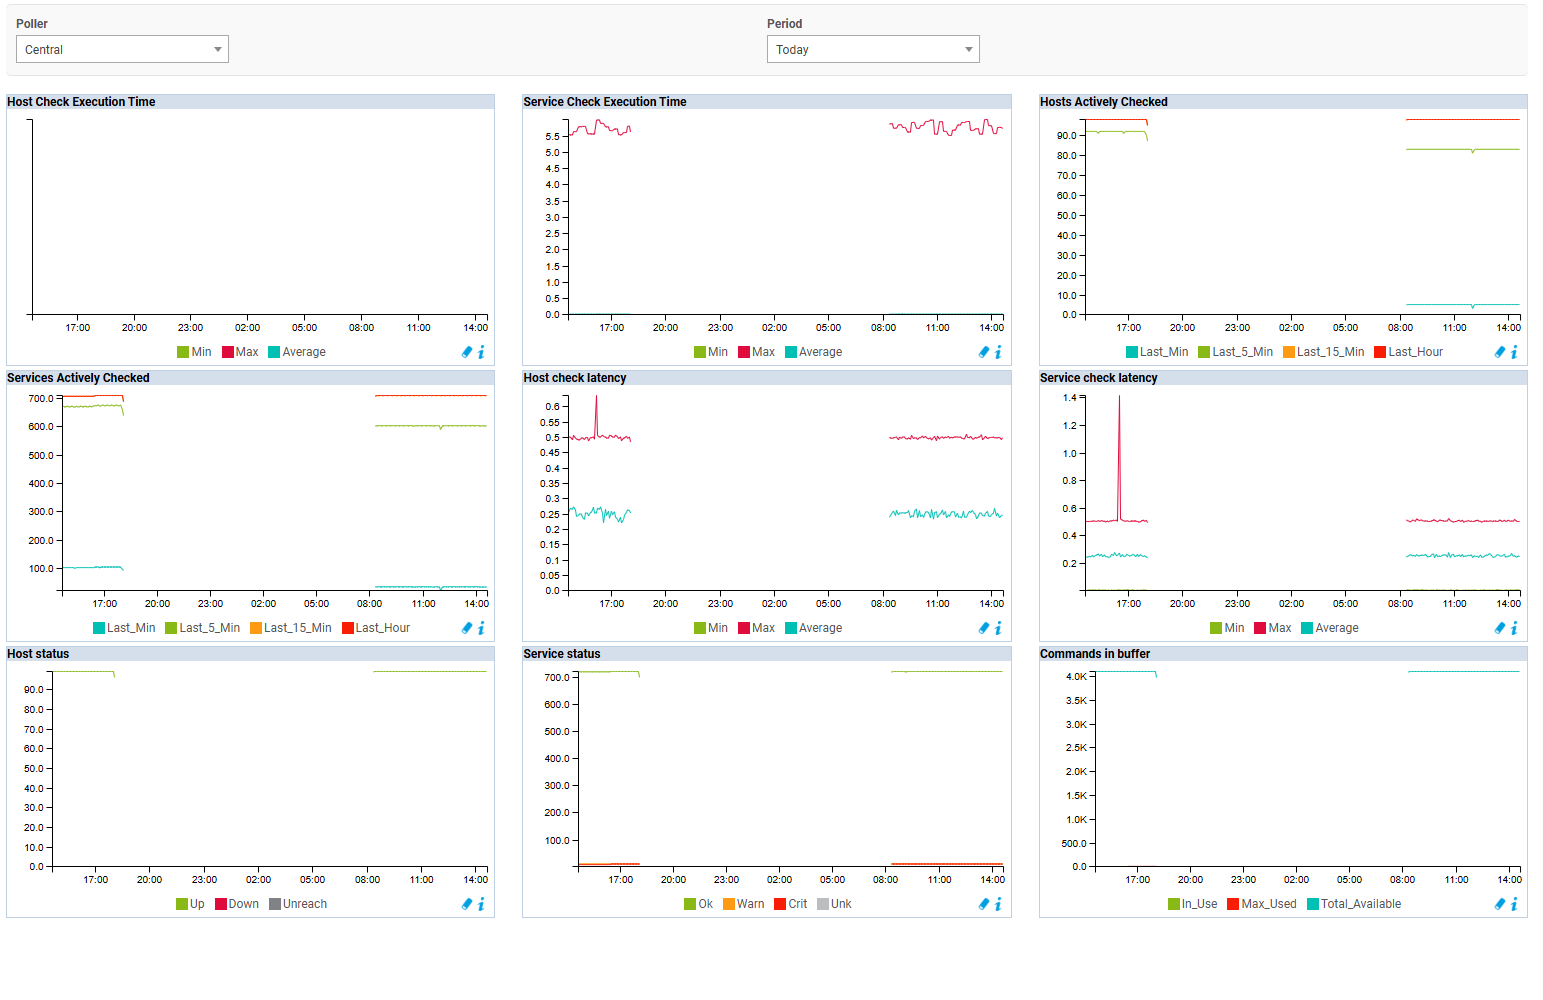 Poller
Period
Central
Today
Host Check Execution Time
17:00 20:00 23:00 02:00 05:00 08:00 11:00 14:00
Min Max Average
Service Check Execution Time
5.5
5.0
4.5
4.0
3.5
3.0
2.5
2.0
1.5
1.0
0.5
0.0
17:00 20:00 23:00 02:00 05:00 08:00 11:00 14:00
Min Max Average
Hosts Actively Checked
90.0
80.0
70.0
60.0
50.0
40.0
30.0
20.0
10.0
0.0
17:00 20:00 23:00 02:00 05:00 08:00 11:00 14:00
Last_Min Last_5_Min Last_15_Min Last_Hour
Services Actively Checked
700.0
600.0
500.0
400.0
300.0
200.0
100.0
17:00 20:00 23:00 02:00 05:00 08:00 11:00 14:00
Last_Min Last_5_Min Last_15_Min Last_Hour
Host check latency
0.6
0.55
0.5
0.45
0.4
0.35
0.3
0.25
0.2
0.15
0.1
0.05
0.0
17:00 20:00 23:00 02:00 05:00 08:00 11:00 14:00
Min Max Average
Service check latency
1.4
1.2
1.0
0.8
0.6
0.4
0.2
17:00 20:00 23:00 02:00 05:00 08:00 11:00 14:00
Min Max Average
Host status
90.0
80.0
70.0
60.0
50.0
40.0
30.0
20.0
10.0
0.0
17:00 20:00 23:00 02:00 05:00 08:00 11:00 14:00
Up Down Unreach
Service status
700.0
600.0
500.0
400.0
300.0
200.0
100.0
17:00 20:00 23:00 02:00 05:00 08:00 11:00 14:00
Ok Warn Crit Unk
Commands in buffer
4.0K
3.5K
3.0K
2.5K
2.0K
1.5K
1.0K
500.0
0.0
17:00 20:00 23:00 02:00 05:00 08:00 11:00 14:00
In_Use Max_Used Total_Available